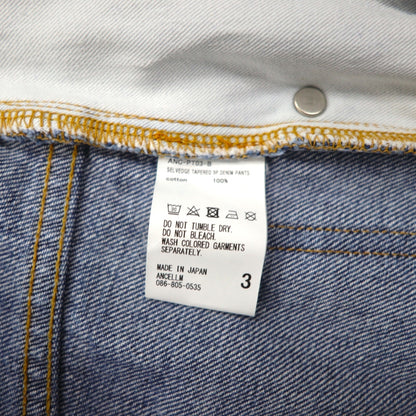 ANC-PT03-B
SELVEDGE TAPERED 5P DENIM PANTS
cotton 100%
DO NOT TUMBLE DRY.
DO NOT BLEACH.
WASH COLORED GARMENTS
SEPARATELY.
MADE IN JAPAN
ANCELLM
086-805-0535
3